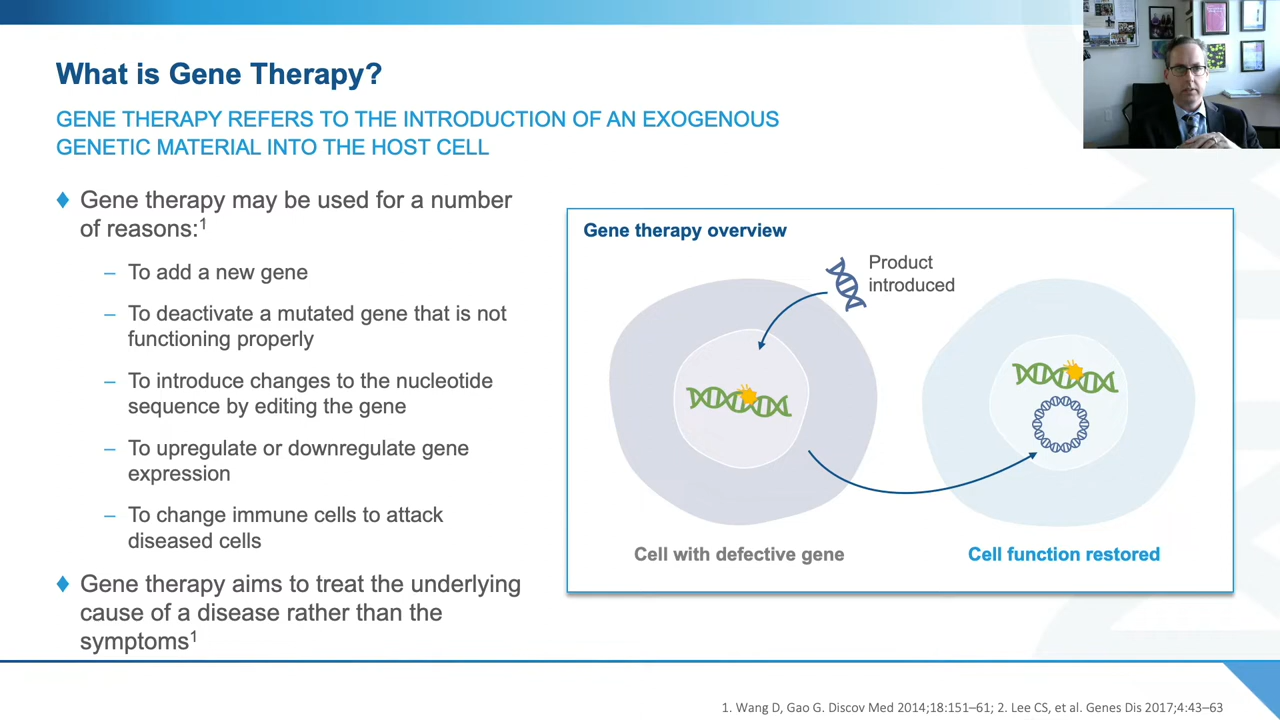 What is Gene Therapy?
GENE THERAPY REFERS TO THE INTRODUCTION OF AN EXOGENOUS
GENETIC MATERIAL INTO THE HOST CELL
♦ Gene therapy may be used for a number
of reasons:¹
– To add a new gene
– To deactivate a mutated gene that is not
functioning properly
– To introduce changes to the nucleotide
sequence by editing the gene
– To upregulate or downregulate gene
expression
– To change immune cells to attack
diseased cells
♦ Gene therapy aims to treat the underlying
cause of a disease rather than the
symptoms¹
Gene therapy overview
Product
introduced
Cell with defective gene
Cell function restored
1. Wang D, Gao G. Discov Med 2014;18:151–61; 2. Lee CS, et al. Genes Dis 2017;4:43–63